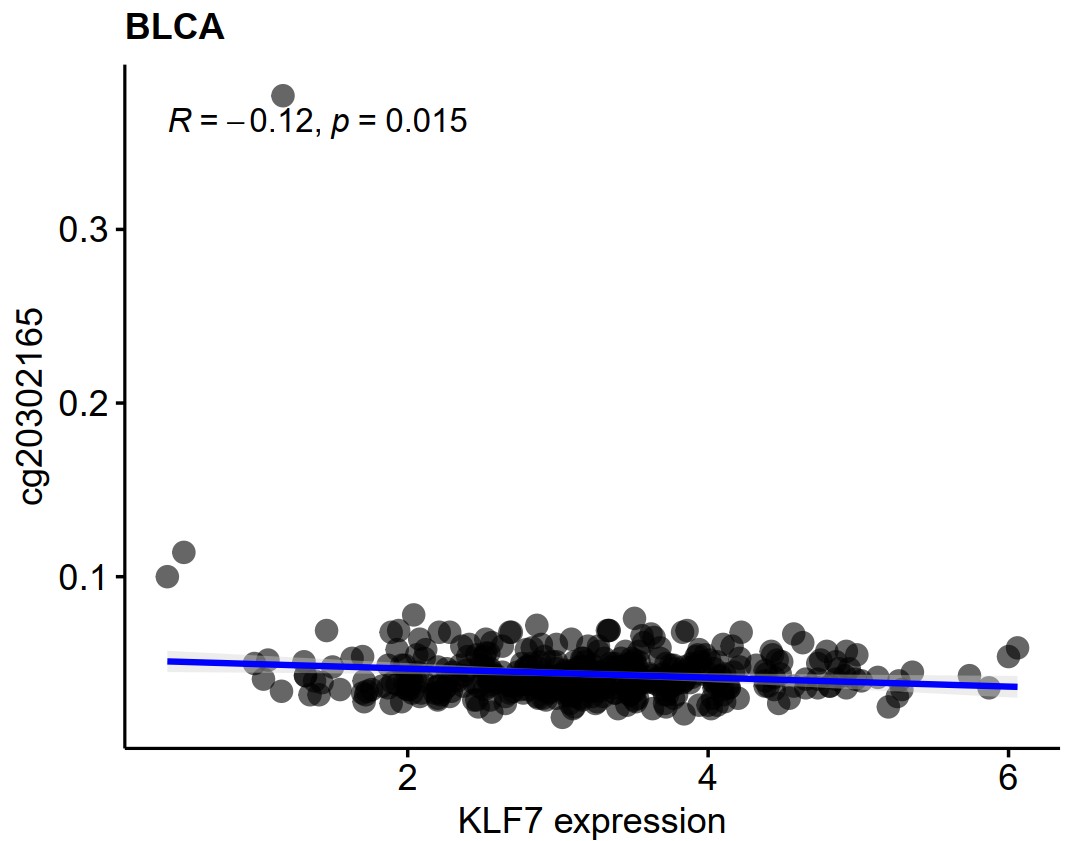 BLCA
R = −0.12, p = 0.015
0.3
0.2
0.1
cg20302165
2 4 6
KLF7 expression